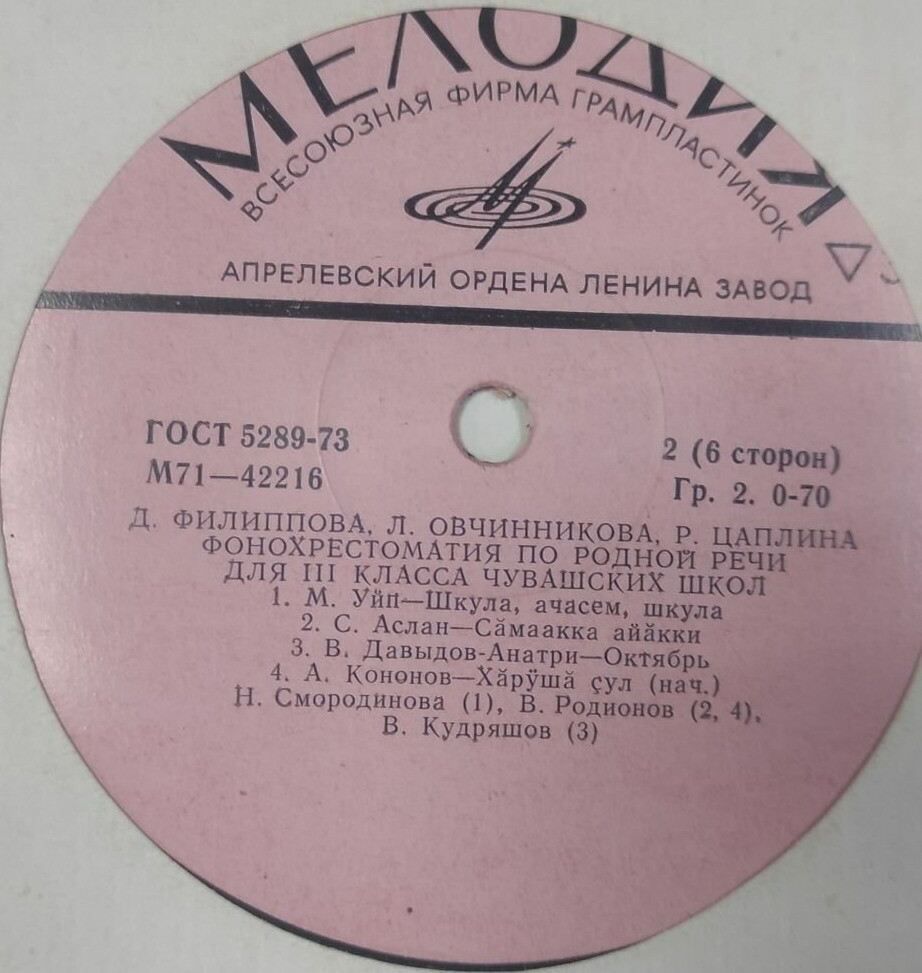 МЕЛОДИЯ
ВСЕСОЮЗНАЯ ФИРМА ГРАМПЛАСТИНОК
АПРЕЛЕВСКИЙ ОРДЕНА ЛЕНИНА ЗАВОД
ГОСТ 5289-73
2 (6 сторон)
М71—42216
Гр. 2. 0-70
Д. ФИЛИППОВА, Л. ОВЧИННИКОВА, Р. ЦАПЛИНА
ФОНОХРЕСТОМАТИЯ ПО РОДНОЙ РЕЧИ
ДЛЯ III КЛАССА ЧУВАШСКИХ ШКОЛ
1. М. Уйп—Шкула, ачасем, шкула
2. С. Аслан—Сăмаакка айăкки
3. В. Давыдов-Анатри—Октябрь
4. А. Кононов—Хăрӳшă ҫул (нач.)
Н. Смородинова (1), В. Родионов (2, 4),
В. Кудряшов (3)